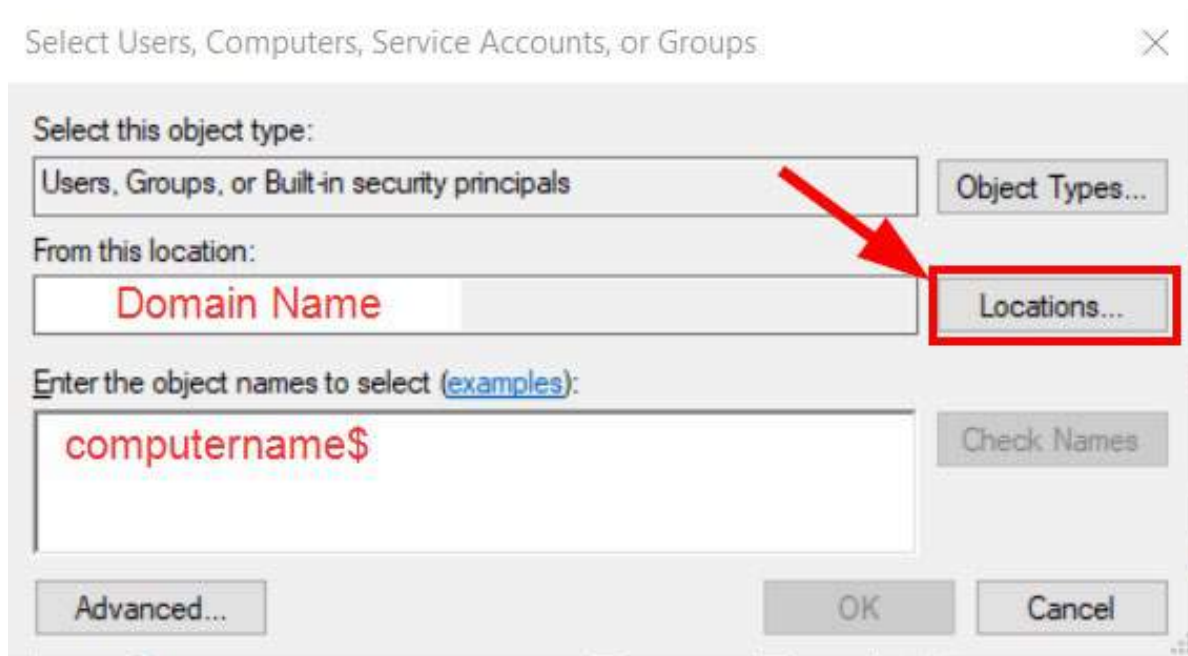 Select Users, Computers, Service Accounts, or Groups
Select this object type:
Users, Groups, or Built-in security principals
Object Types...
From this location:
Domain Name
Locations...
Enter the object names to select (examples):
computername$
Check Names
Advanced...
OK
Cancel